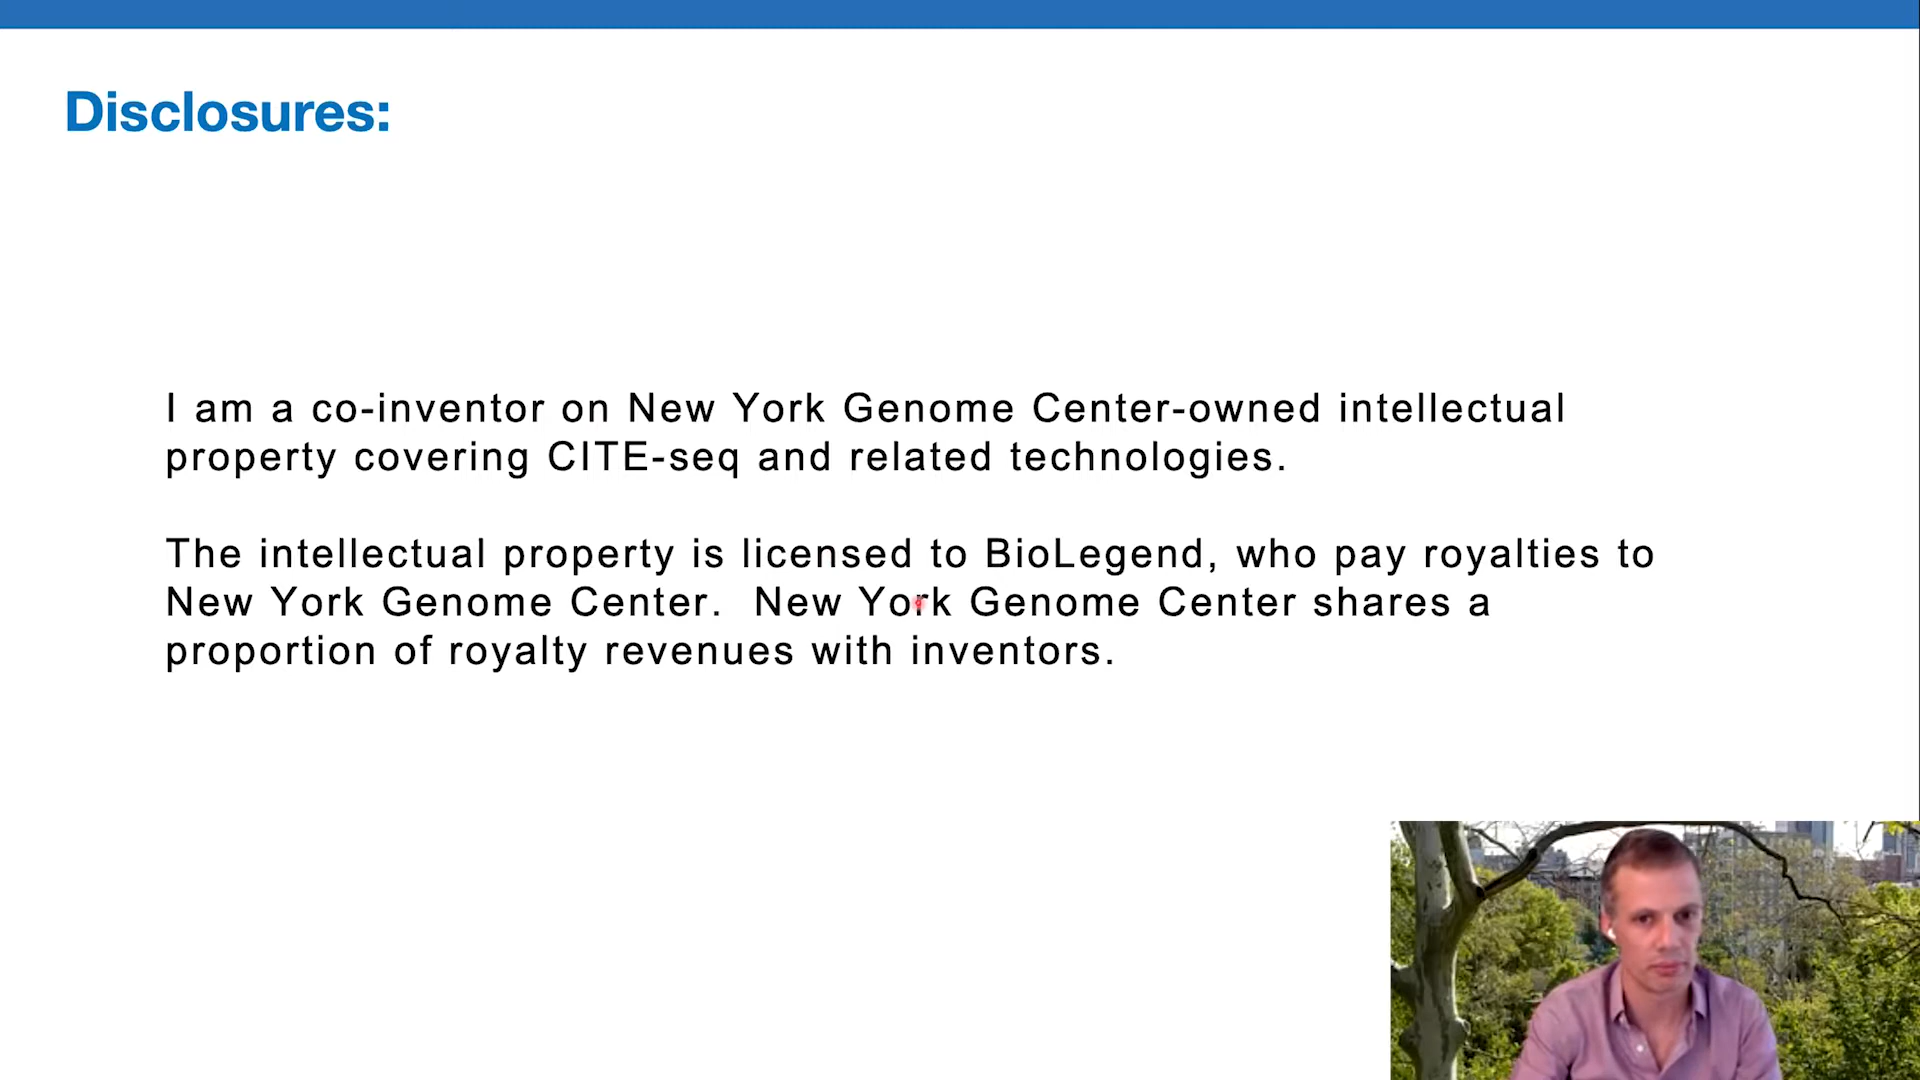 Disclosures:
I am a co-inventor on New York Genome Center-owned intellectual
property covering CITE-seq and related technologies.
The intellectual property is licensed to BioLegend, who pay royalties to
New York Genome Center.  New York Genome Center shares a
proportion of royalty revenues with inventors.